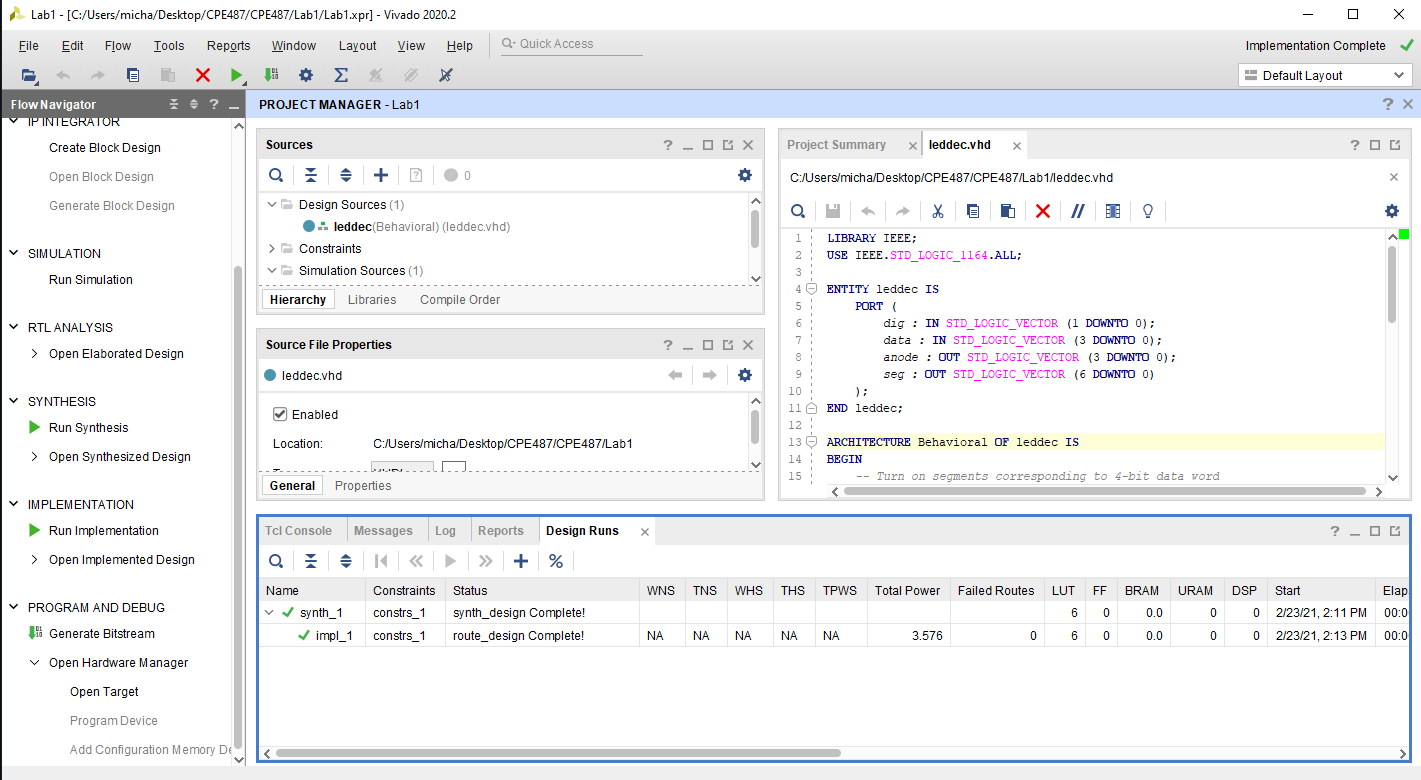 Lab1 - [C:/Users/micha/Desktop/CPE487/CPE487/Lab1/Lab1.xpr] - Vivado 2020.2
File Edit Flow Tools Reports Window Layout View Help Quick Access
Implementation Complete
Default Layout
Flow Navigator
IP INTEGRATOR
Create Block Design
Open Block Design
Generate Block Design
SIMULATION
Run Simulation
RTL ANALYSIS
Open Elaborated Design
SYNTHESIS
Run Synthesis
Open Synthesized Design
IMPLEMENTATION
Run Implementation
Open Implemented Design
PROGRAM AND DEBUG
Generate Bitstream
Open Hardware Manager
Open Target
Program Device
Add Configuration Memory De
PROJECT MANAGER - Lab1
Sources
0
Design Sources (1)
leddec(Behavioral) (leddec.vhd)
Constraints
Simulation Sources (1)
Hierarchy Libraries Compile Order
Source File Properties
leddec.vhd
Enabled
Location: C:/Users/micha/Desktop/CPE487/CPE487/Lab1
General Properties
Project Summary leddec.vhd
C:/Users/micha/Desktop/CPE487/CPE487/Lab1/leddec.vhd
1 LIBRARY IEEE;
2 USE IEEE.STD_LOGIC_1164.ALL;
3
4 ENTITY leddec IS
5 PORT (
6 dig : IN STD_LOGIC_VECTOR (1 DOWNTO 0);
7 data : IN STD_LOGIC_VECTOR (3 DOWNTO 0);
8 anode : OUT STD_LOGIC_VECTOR (3 DOWNTO 0);
9 seg : OUT STD_LOGIC_VECTOR (6 DOWNTO 0)
10 );
11 END leddec;
12
13 ARCHITECTURE Behavioral OF leddec IS
14 BEGIN
15 -- Turn on segments corresponding to 4-bit data word
Tcl Console Messages Log Reports Design Runs
Name Constraints Status WNS TNS WHS THS TPWS Total Power Failed Routes LUT FF BRAM URAM DSP Start Elap
synth_1 constrs_1 synth_design Complete! 6 0 0.0 0 0 2/23/21, 2:11 PM 00:0
impl_1 constrs_1 route_design Complete! NA NA NA NA NA 3.576 0 6 0 0.0 0 0 2/23/21, 2:13 PM 00:0